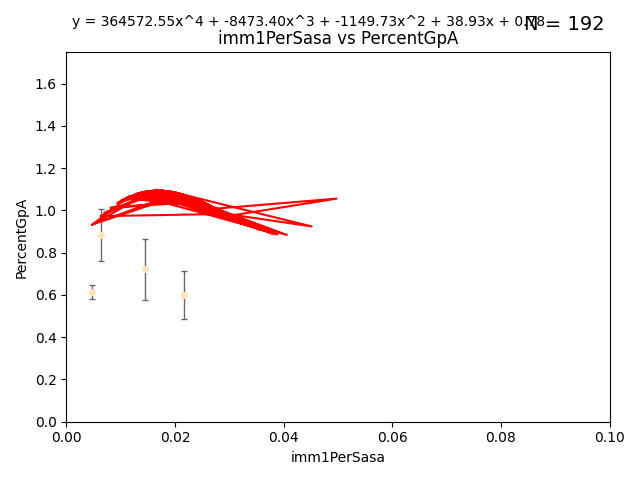 y = 364572.55x^4 + -8473.40x^3 + -1149.73x^2 + 38.93x + 0.78
N = 192
imm1PerSasa vs PercentGpA
PercentGpA
1.6
1.4
1.2
1.0
0.8
0.6
0.4
0.2
0.0
0.00 0.02 0.04 0.06 0.08 0.10
imm1PerSasa